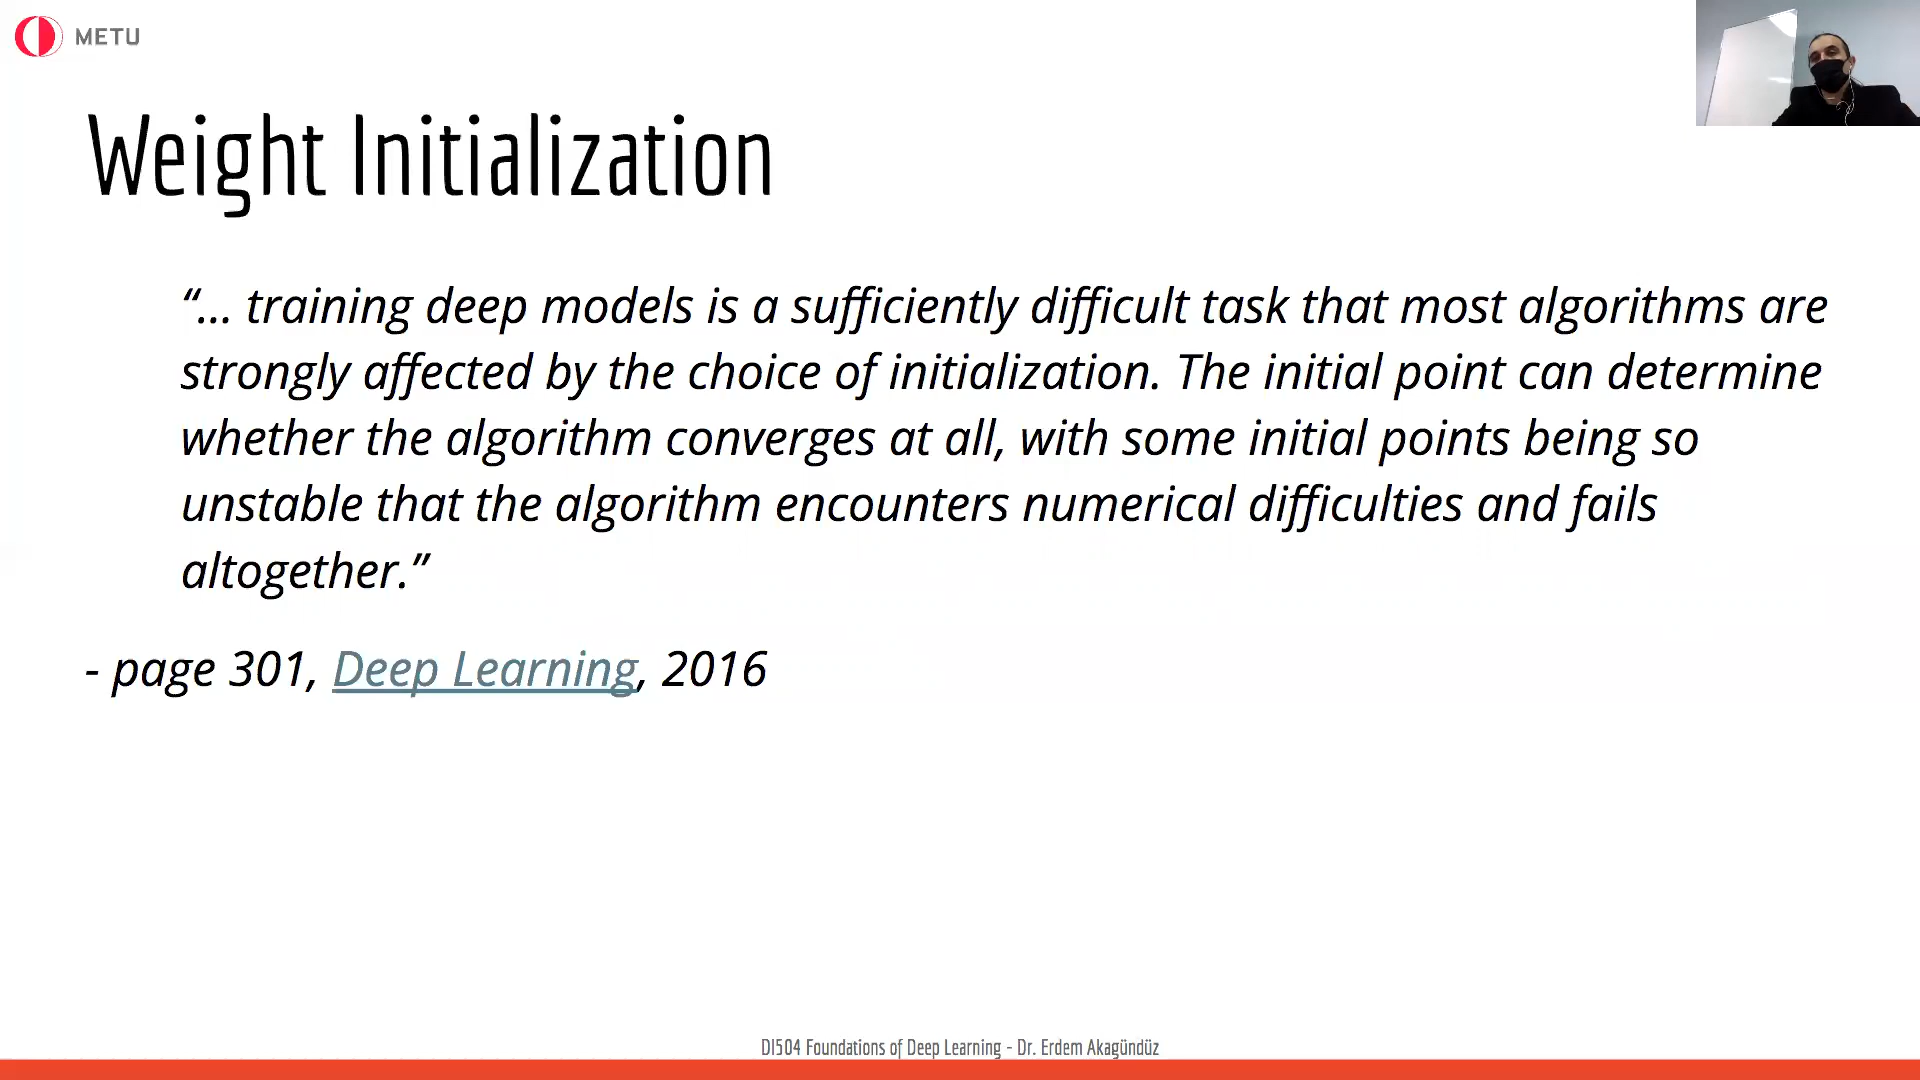 METU
Weight Initialization
“... training deep models is a sufficiently difficult task that most algorithms are
strongly affected by the choice of initialization. The initial point can determine
whether the algorithm converges at all, with some initial points being so
unstable that the algorithm encounters numerical difficulties and fails
altogether.”
- page 301, Deep Learning, 2016
DI504 Foundations of Deep Learning - Dr. Erdem Akagündüz